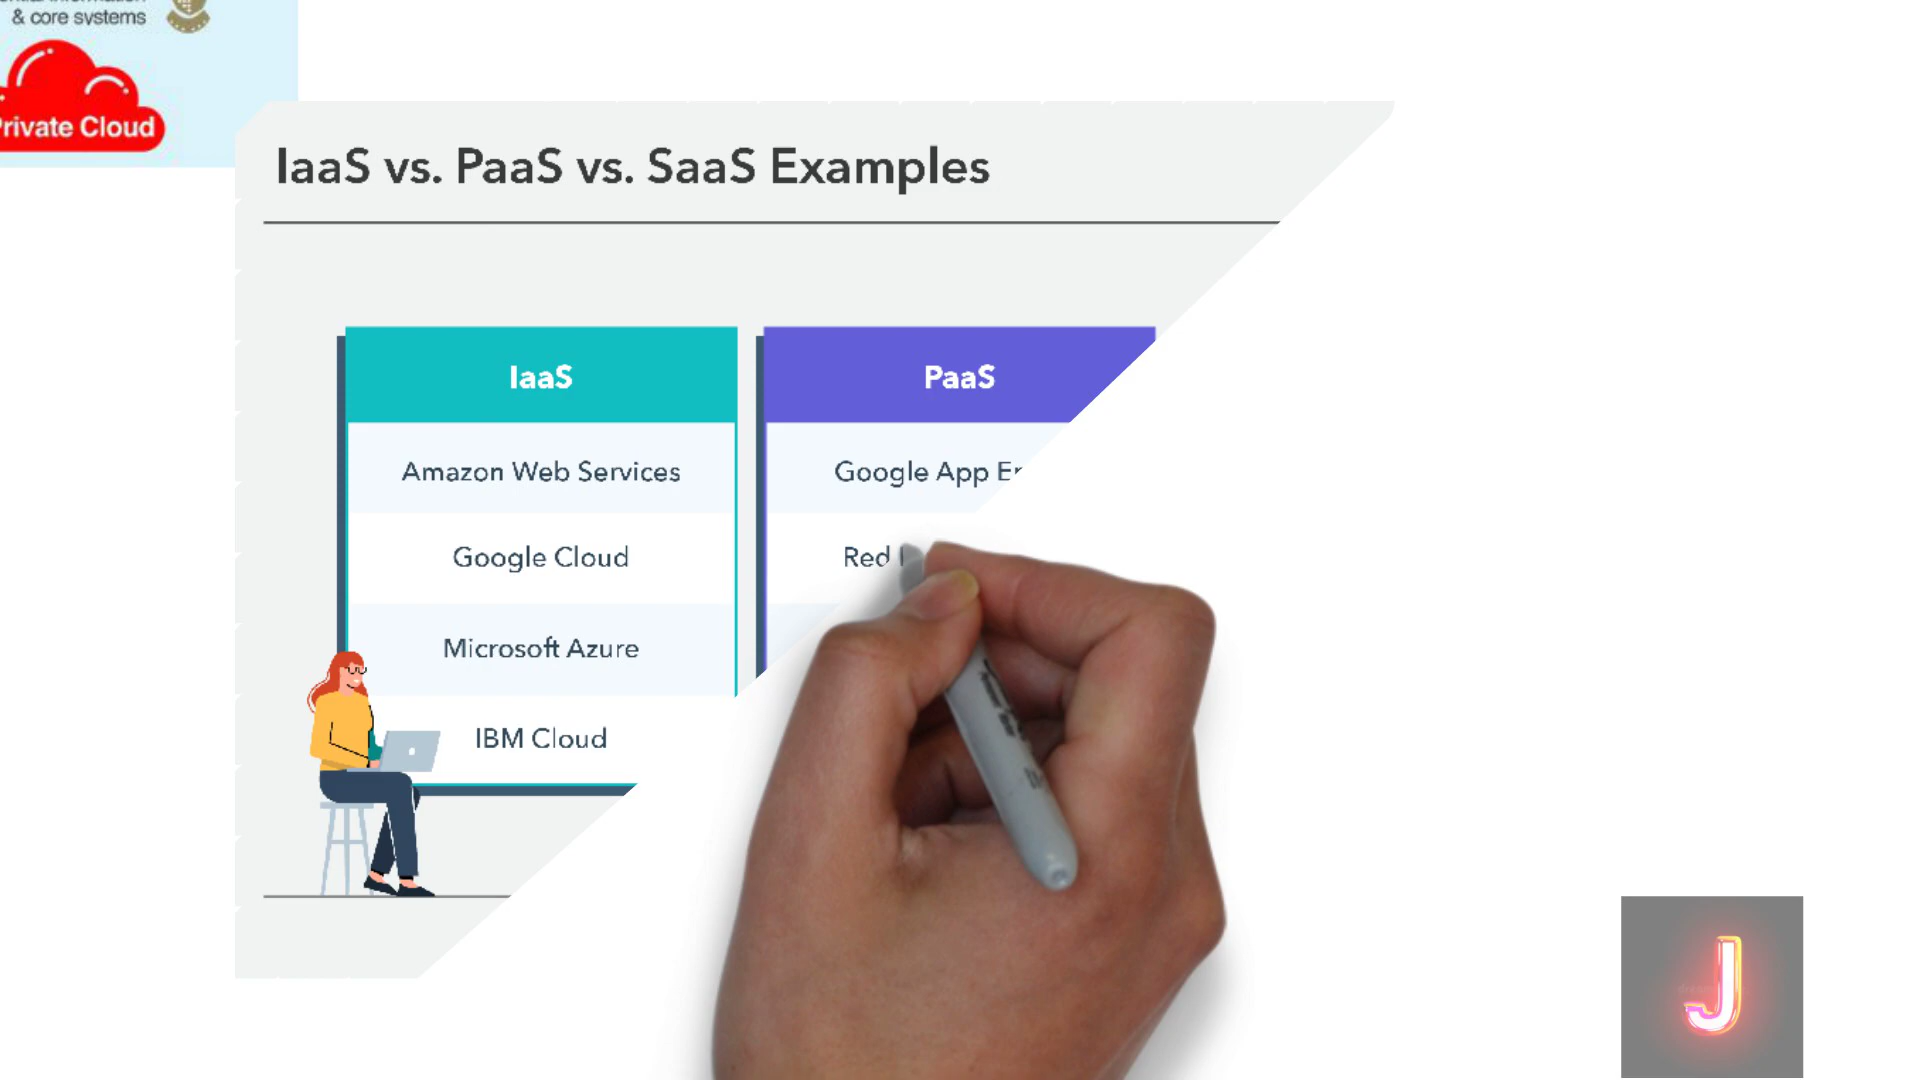 & core systems
Private Cloud
IaaS vs. PaaS vs. SaaS Examples
IaaS
PaaS
Amazon Web Services
Google App
Google Cloud
Red
Microsoft Azure
IBM Cloud
J